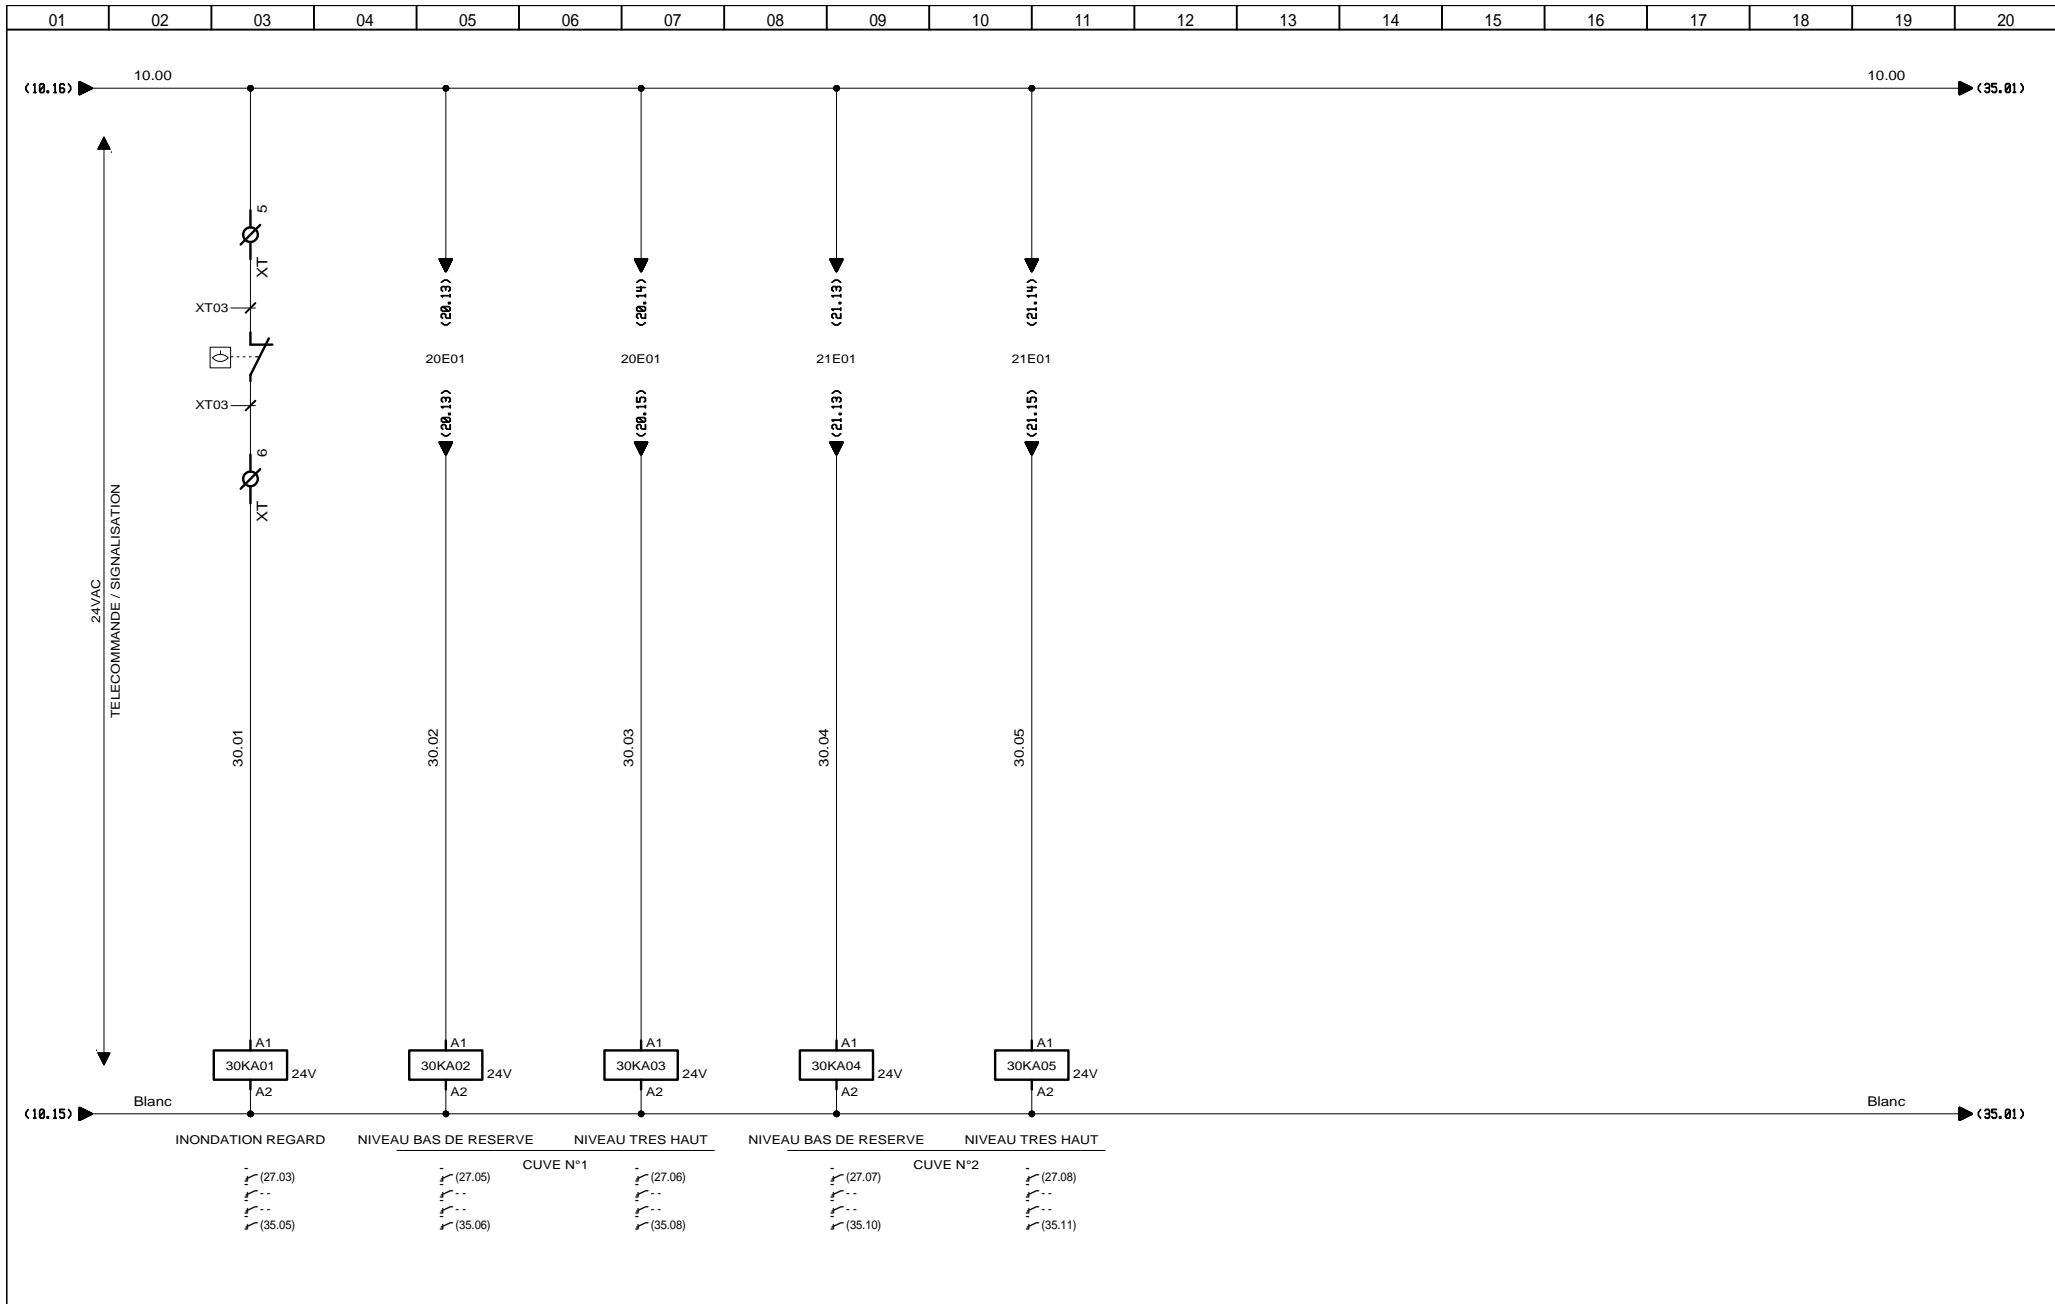 01 02 03 04 05 06 07 08 09 10 11 12 13 14 15 16 17 18 19 20
10.00 10.00
(10.16) (35.01)
5
XT
(20.13) (20.14) (21.13) (21.14)
XT03
20E01 20E01 21E01 21E01
XT03
(20.13) (20.15) (21.13) (21.15)
6
XT
24VAC
TELECOMMANDE / SIGNALISATION
30.01 30.02 30.03 30.04 30.05
A1 A1 A1 A1 A1
30KA01 24V 30KA02 24V 30KA03 24V 30KA04 24V 30KA05 24V
A2 A2 A2 A2 A2
Blanc Blanc
(10.15) (35.01)
INONDATION REGARD NIVEAU BAS DE RESERVE NIVEAU TRES HAUT NIVEAU BAS DE RESERVE NIVEAU TRES HAUT
CUVE N°1 CUVE N°2
(27.03) (27.05) (27.06) (27.07) (27.08)
-- -- -- -- --
-- -- -- -- --
(35.05) (35.06) (35.08) (35.10) (35.11)